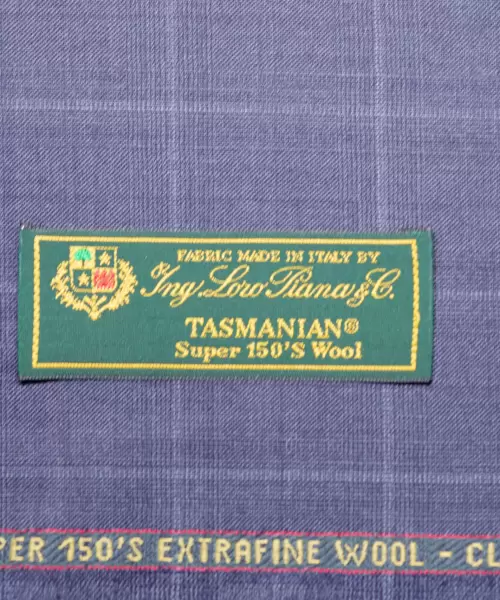 FABRIC MADE IN ITALY BY
Ing. Loro Piana & C.
TASMANIAN®
Super 150'S Wool
PER 150'S EXTRAFINE WOOL - CL